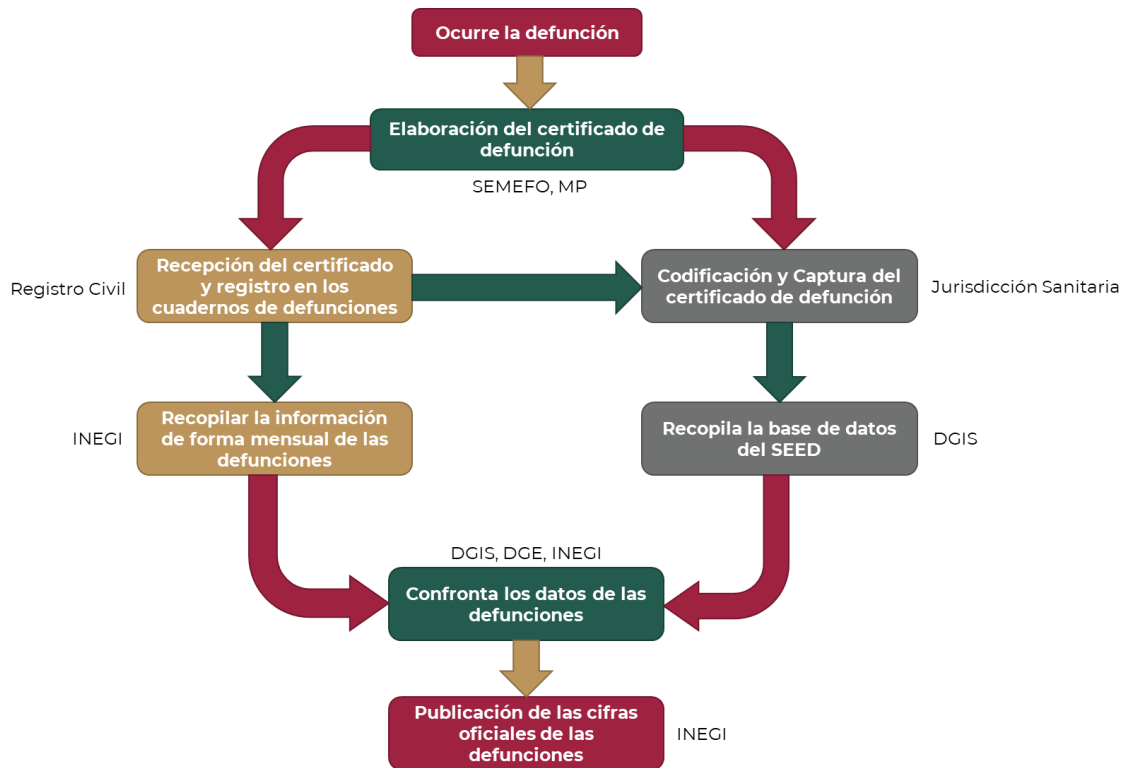 Ocurre la defunción
Elaboración del certificado de
defunción
SEMEFO, MP
Registro Civil
Recepción del certificado
y registro en los
cuadernos de defunciones
Codificación y Captura del
certificado de defunción
Jurisdicción Sanitaria
INEGI
Recopilar la información
de forma mensual de las
defunciones
Recopila la base de datos
del SEED
DGIS
DGIS, DGE, INEGI
Confronta los datos de las
defunciones
Publicación de las cifras
oficiales de las
defunciones
INEGI